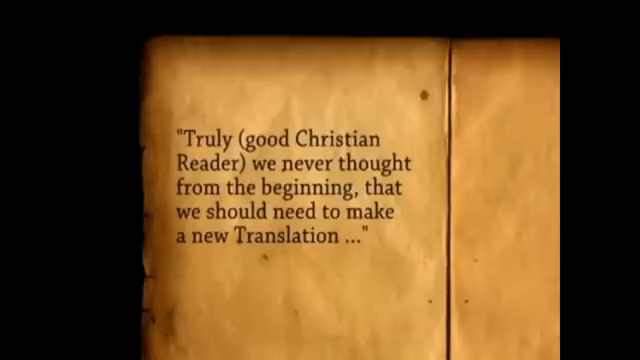 "Truly (good Christian
Reader) we never thought
from the beginning, that
we should need to make
a new Translation ..."